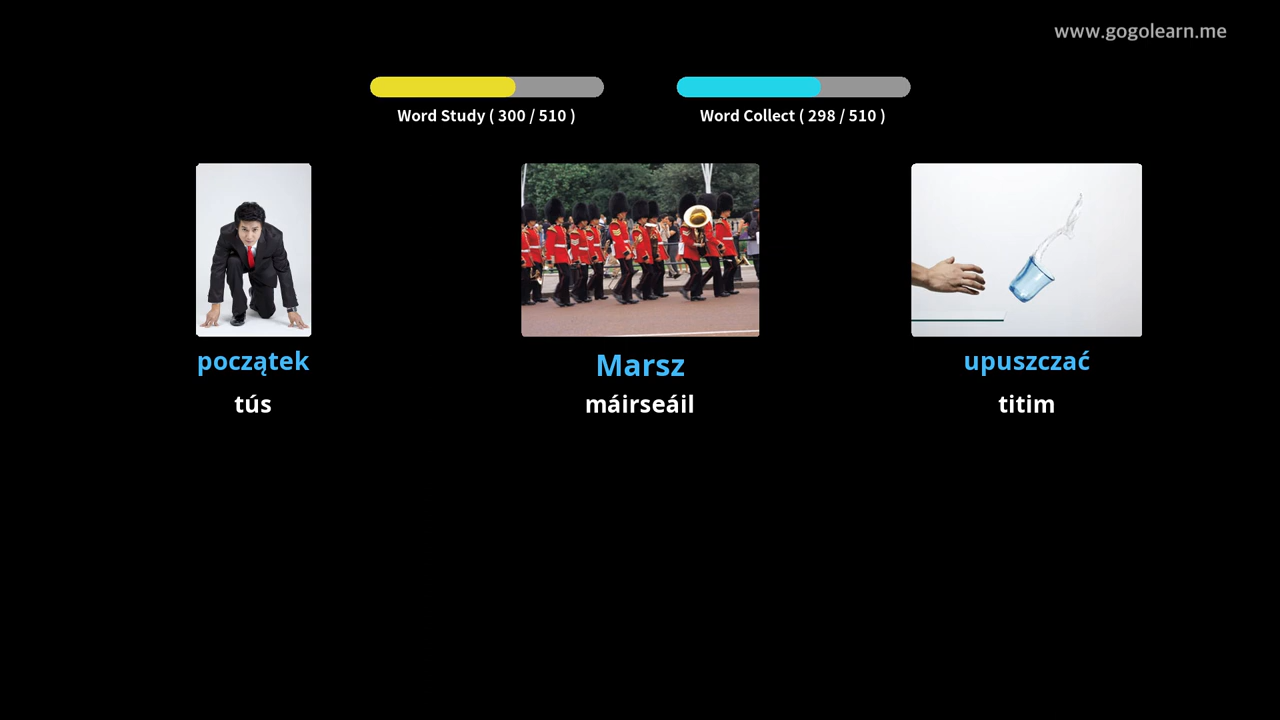 www.gogolearn.me
Word Study ( 300 / 510 )
Word Collect ( 298 / 510 )
początek
Marsz
upuszczać
tús
máirseáil
titim